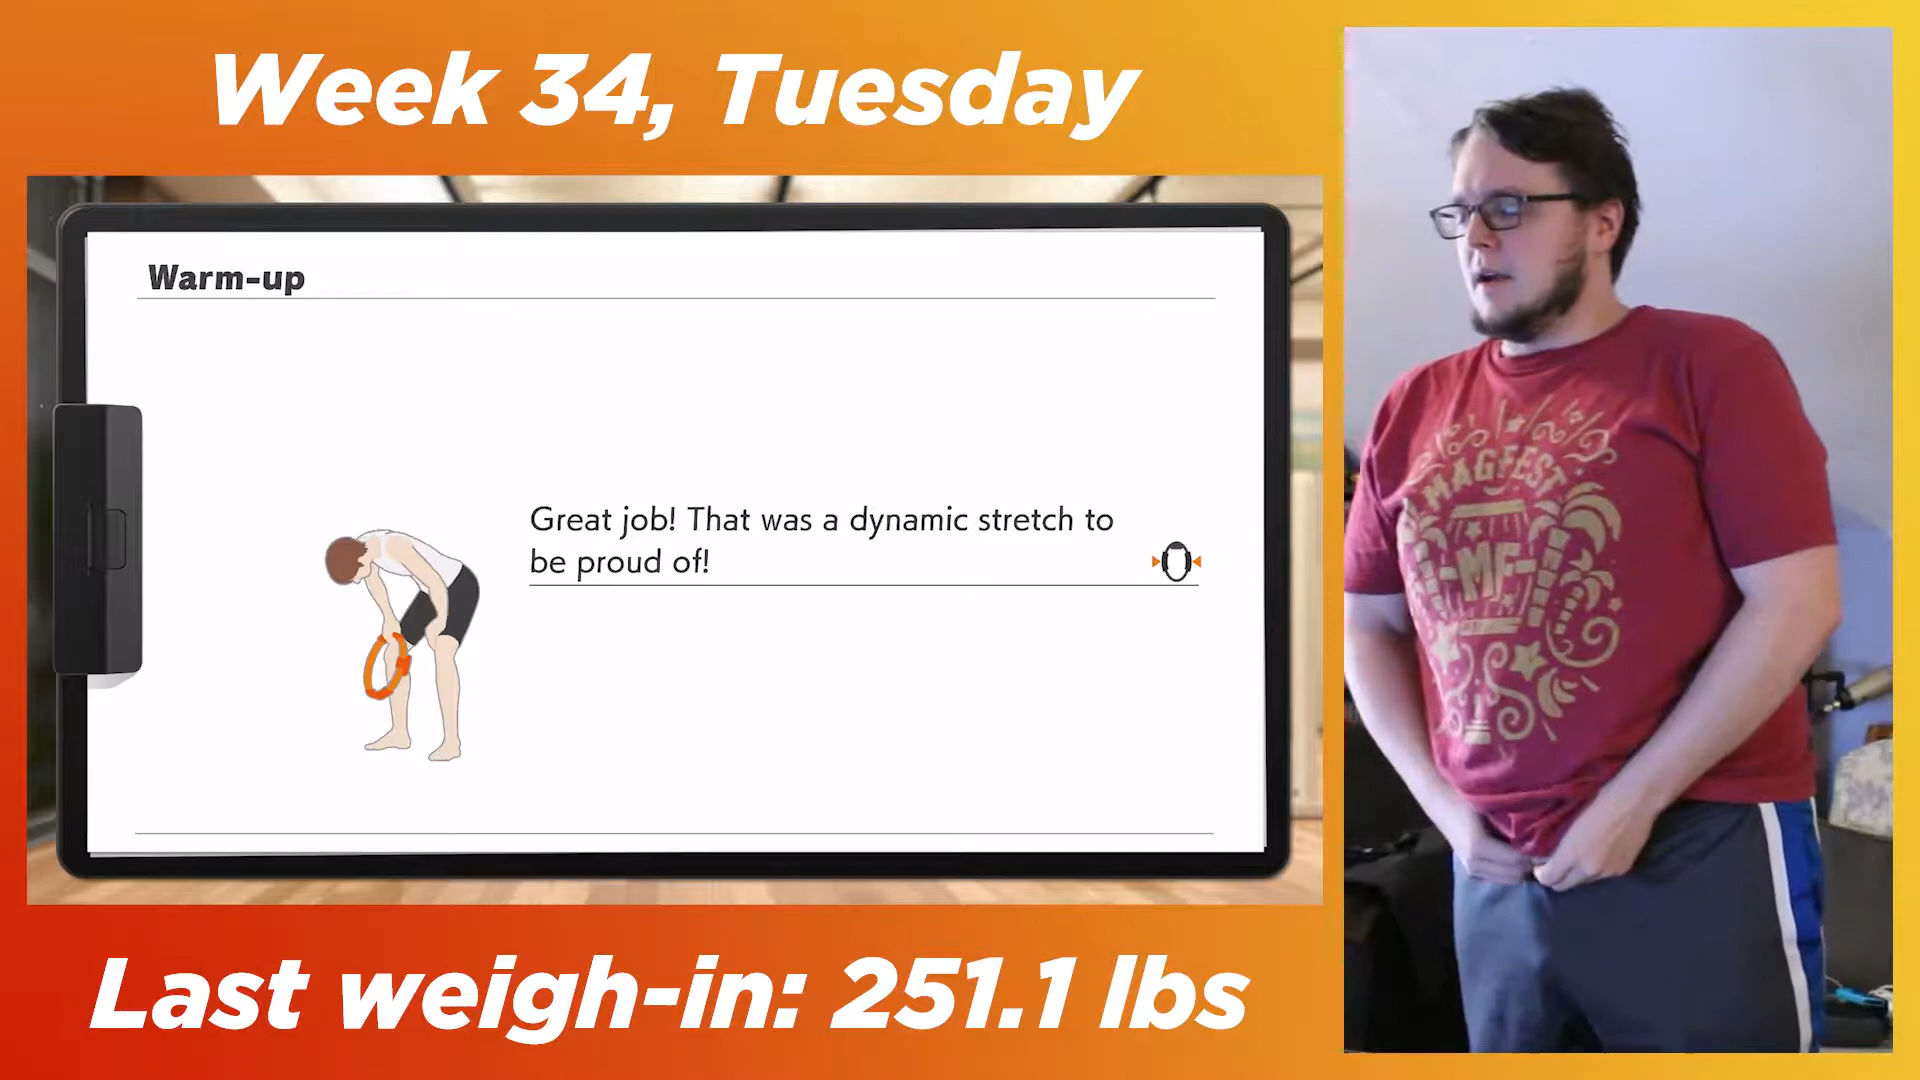 Week 34, Tuesday
Warm-up
Great job! That was a dynamic stretch to
be proud of!
Last weigh-in: 251.1 lbs
MAGFEST
-MF-